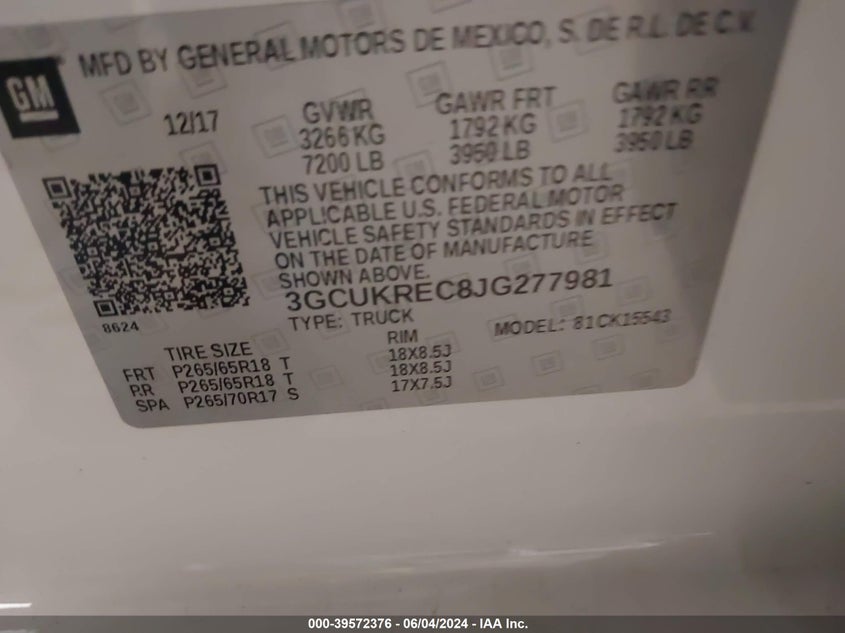 GM
MFD BY GENERAL MOTORS DE MEXICO, S. DE R.L. DE C.V.
12/17 GVWR GAWR FRT GAWR RR
3266 KG 1792 KG 1792 KG
7200 LB 3950 LB 3950 LB
THIS VEHICLE CONFORMS TO ALL
APPLICABLE U.S. FEDERAL MOTOR
VEHICLE SAFETY STANDARDS IN EFFECT
ON THE DATE OF MANUFACTURE
SHOWN ABOVE.
3GCUKREC8JG277981
8624
TYPE: TRUCK MODEL: 81CK15543
TIRE SIZE RIM
FRT P265/65R18 T 18X8.5J
RR P265/65R18 T 18X8.5J
SPA P265/70R17 S 17X7.5J
000-39572376 - 06/04/2024 - IAA Inc.